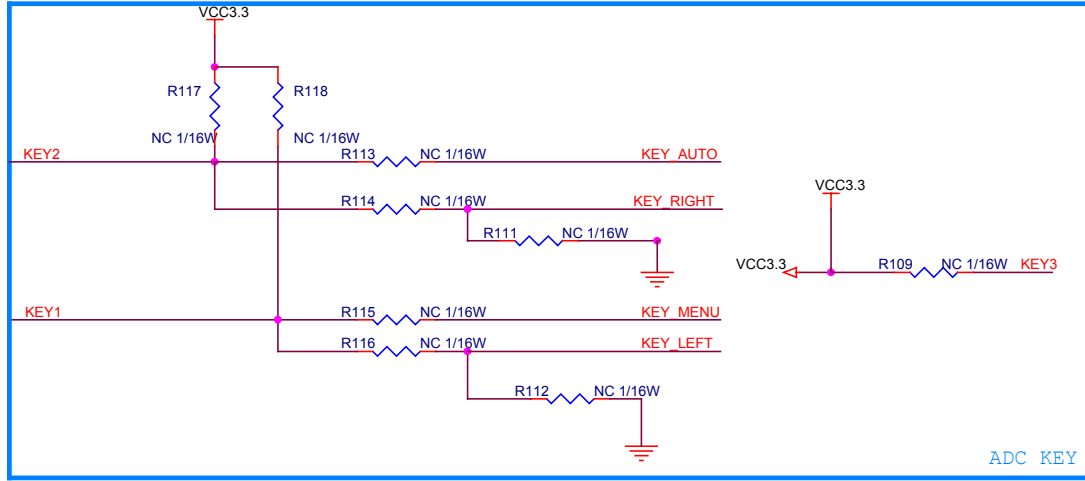 VCC3.3
R117
R118
NC 1/16W
NC 1/16W
KEY2
R113
NC 1/16W
KEY_AUTO
R114
NC 1/16W
KEY_RIGHT
VCC3.3
R111
NC 1/16W
VCC3.3
R109
NC 1/16W
KEY3
KEY1
R115
NC 1/16W
KEY_MENU
R116
NC 1/16W
KEY_LEFT
R112
NC 1/16W
ADC KEY